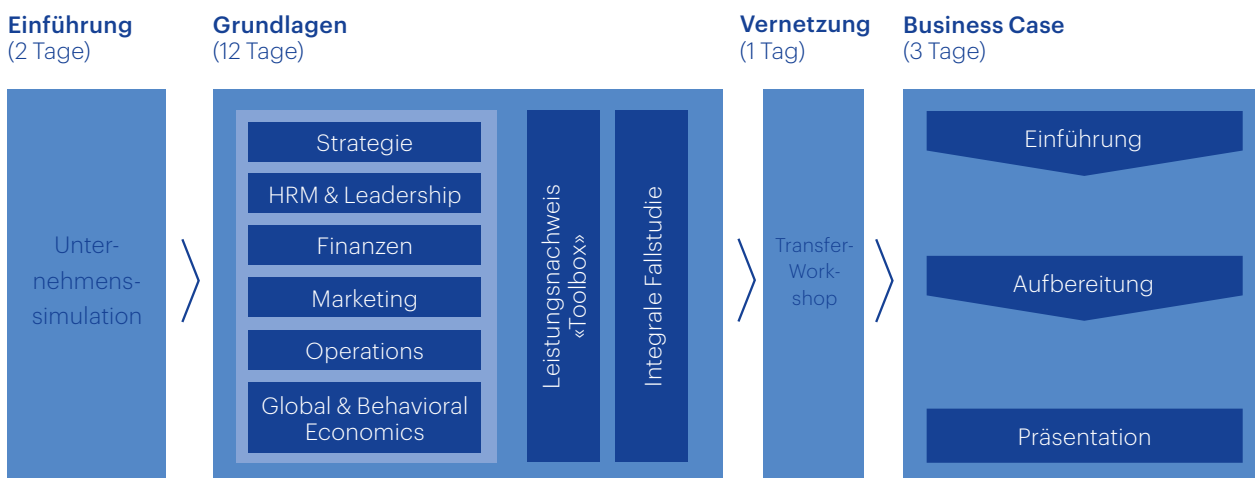 Einführung
(2 Tage)
Unter-
nehmens-
simulation
Grundlagen
(12 Tage)
Strategie
HRM & Leadership
Finanzen
Marketing
Operations
Global & Behavioral
Economics
Leistungsnachweis
«Toolbox»
Integrale Fallstudie
Vernetzung
(1 Tag)
Transfer-
Work-
shop
Business Case
(3 Tage)
Einführung
Aufbereitung
Präsentation